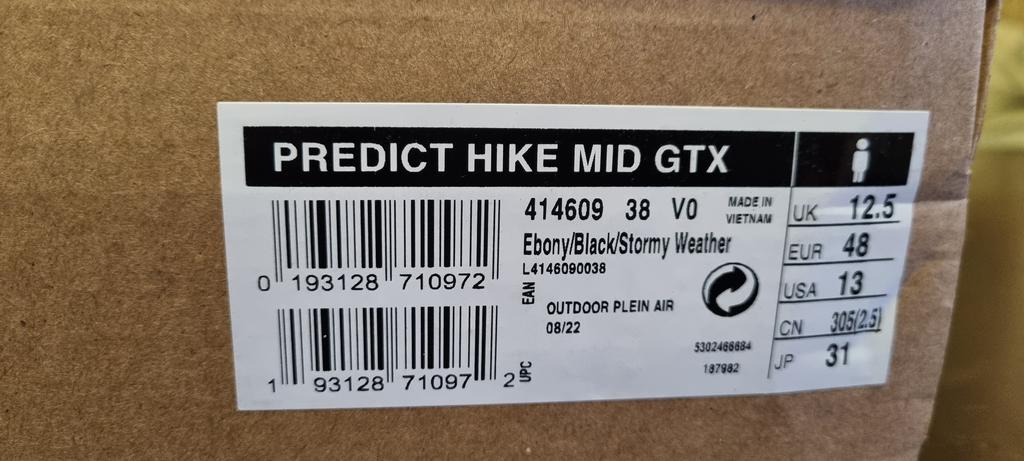 PREDICT HIKE MID GTX
414609 38 V0
MADE IN
VIETNAM
Ebony/Black/Stormy Weather
L4146090038
0 193128 710972
EAN
OUTDOOR PLEIN AIR
08/22
5302466684
187982
1 93128 71097 2
UPC
UK 12.5
EUR 48
USA 13
CN 305(2.5)
JP 31